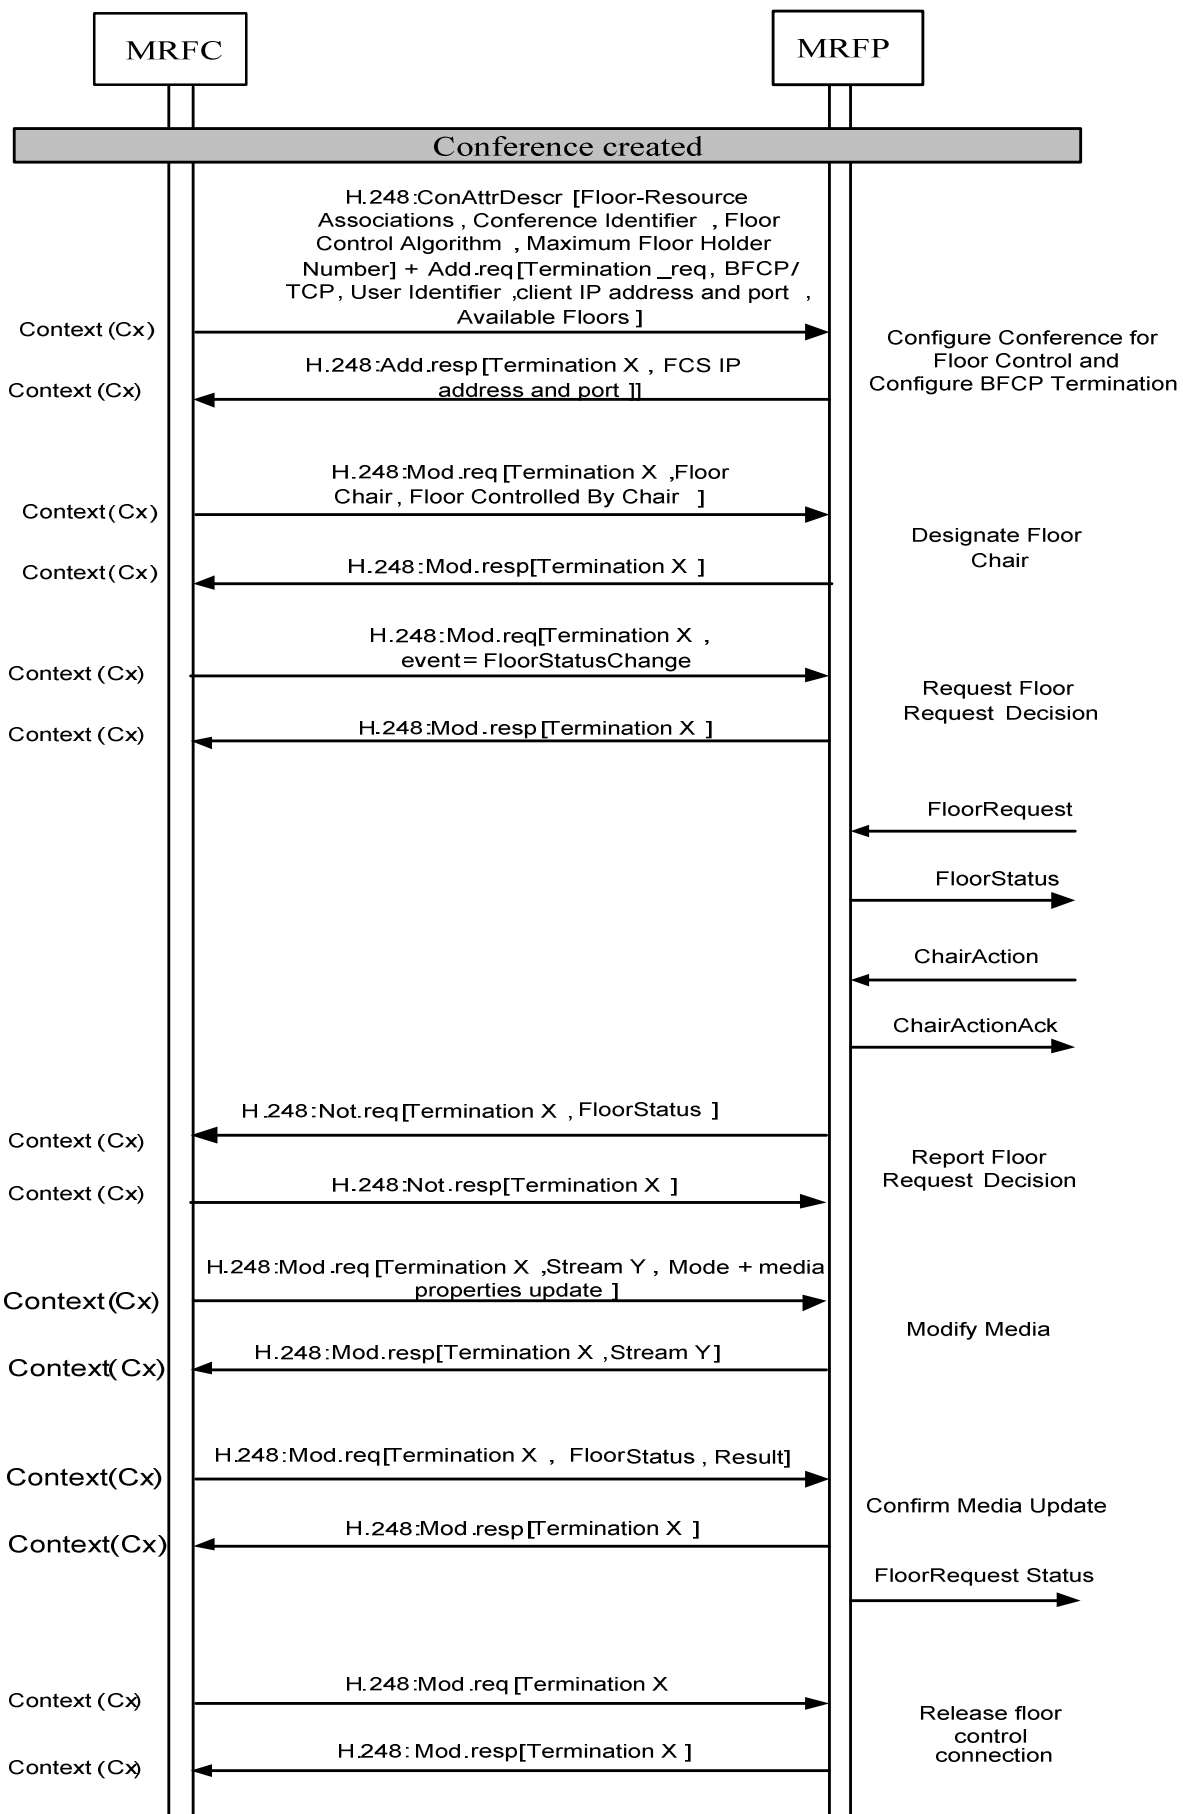 MRFC
MRFP
Conference created
H.248:ConAttrDescr [Floor-Resource
Associations , Conference Identifier , Floor
Control Algorithm , Maximum Floor Holder
Number] + Add.req[Termination _req, BFCP/
TCP, User Identifier ,client IP address and port ,
Available Floors ]
Context (Cx)
Configure Conference for
Floor Control and
Configure BFCP Termination
H.248:Add.resp [Termination X , FCS IP
address and port ]]
Context (Cx)
H.248:Mod.req [Termination X ,Floor
Chair , Floor Controlled By Chair ]
Context (Cx)
Designate Floor
Chair
H.248:Mod.resp[Termination X ]
Context (Cx)
H.248:Mod.req[Termination X ,
event= FloorStatusChange
Context (Cx)
Request Floor
Request Decision
H.248:Mod.resp [Termination X ]
Context (Cx)
FloorRequest
FloorStatus
ChairAction
ChairActionAck
H.248:Not.req[Termination X , FloorStatus ]
Context (Cx)
Report Floor
Request Decision
H.248:Not.resp[Termination X ]
Context (Cx)
H.248:Mod.req [Termination X ,Stream Y , Mode + media
properties update ]
Context (Cx)
Modify Media
H.248:Mod.resp[Termination X ,Stream Y]
Context(Cx)
H.248:Mod.req[Termination X , FloorStatus , Result]
Context(Cx)
Confirm Media Update
H.248:Mod.resp[Termination X ]
Context(Cx)
FloorRequest Status
H.248:Mod.req [Termination X
Context (Cx)
Release floor
control
connection
H.248: Mod.resp[Termination X ]
Context (Cx)